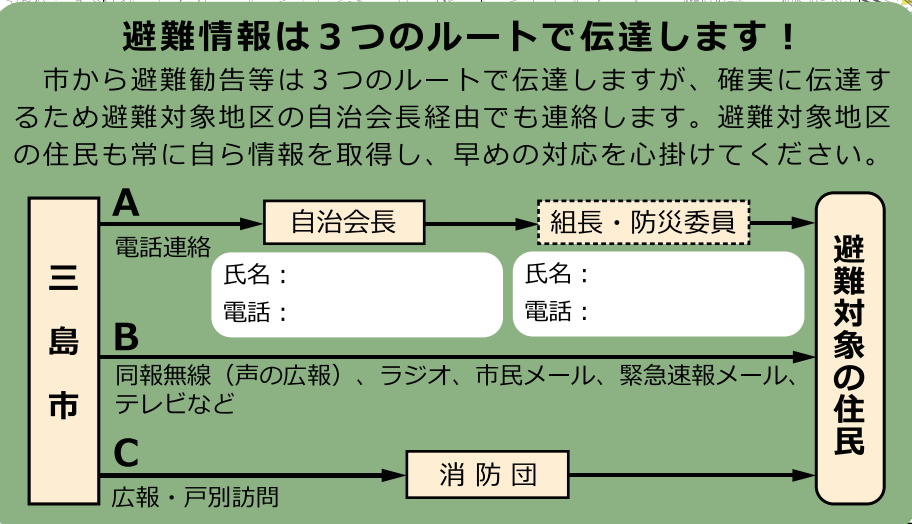 避難情報は３つのルートで伝達します！
市から避難勧告等は３つのルートで伝達しますが、確実に伝達す
るため避難対象地区の自治会長経由でも連絡します。避難対象地区
の住民も常に自ら情報を取得し、早めの対応を心掛けてください。
三島市
A
電話連絡
自治会長
氏名：
電話：
組長・防災委員
氏名：
電話：
B
同報無線（声の広報）、ラジオ、市民メール、緊急速報メール、
テレビなど
C
広報・戸別訪問
消防団
避難対象の住民